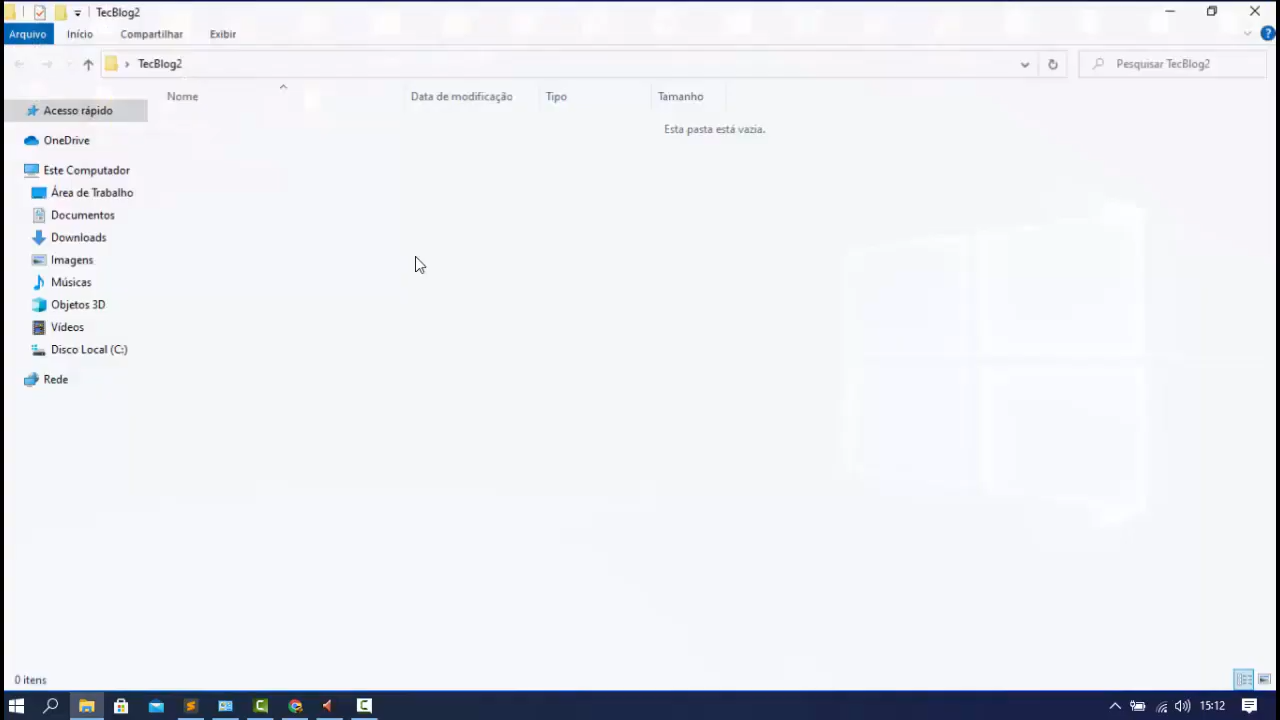 TecBlog2
Arquivo Início Compartilhar Exibir
TecBlog2 Pesquisar TecBlog2
Nome Data de modificação Tipo Tamanho
Esta pasta está vazia.
Acesso rápido
OneDrive
Este Computador
Área de Trabalho
Documentos
Downloads
Imagens
Músicas
Objetos 3D
Vídeos
Disco Local (C:)
Rede
0 itens
15:12